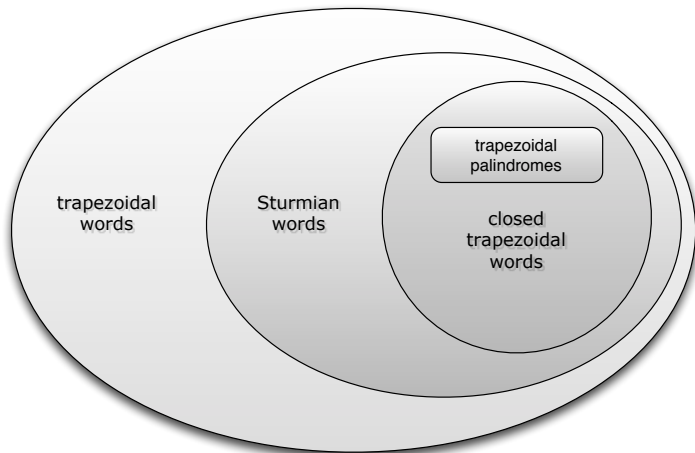 trapezoidal
words
Sturmian
words
trapezoidal
palindromes
closed
trapezoidal
words